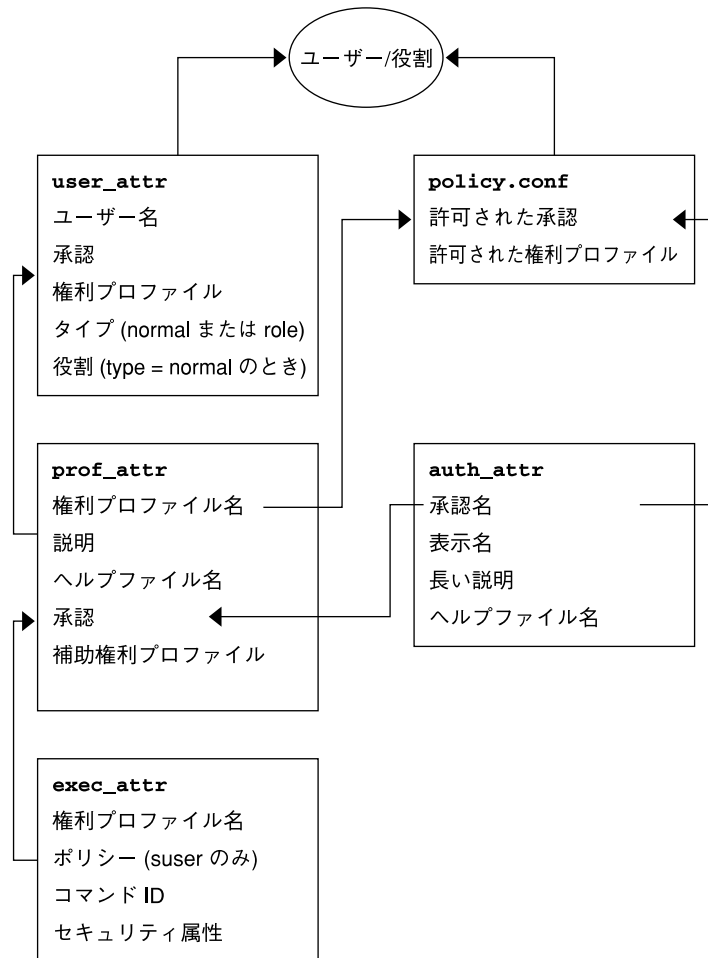 ユーザー/役割
user_attr
ユーザー名
承認
権利プロファイル
タイプ (normal または role)
役割 (type = normal のとき)
policy.conf
許可された承認
許可された権利プロファイル
prof_attr
権利プロファイル名
説明
ヘルプファイル名
承認
補助権利プロファイル
auth_attr
承認名
表示名
長い説明
ヘルプファイル名
exec_attr
権利プロファイル名
ポリシー (suser のみ)
コマンド ID
セキュリティ属性